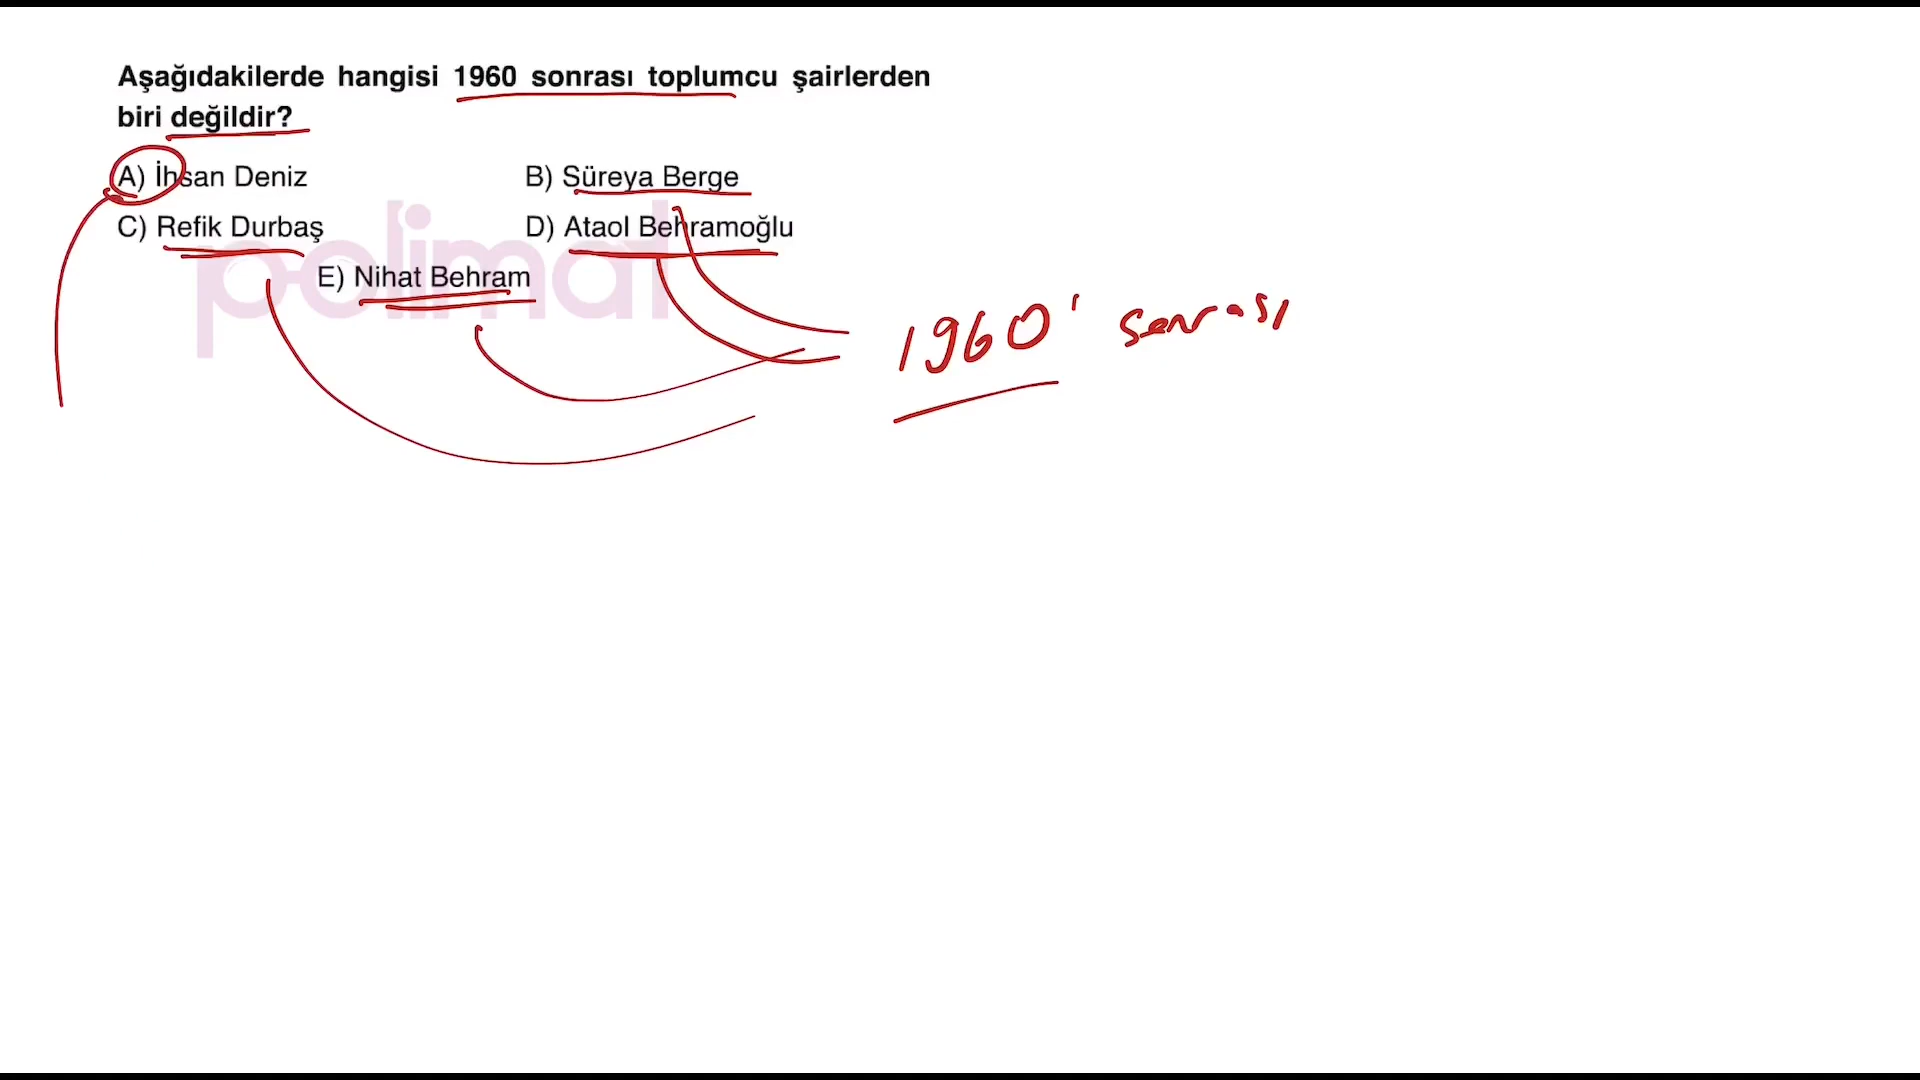 Aşağıdakilerde hangisi 1960 sonrası toplumcu şairlerden
biri değildir?
A) İhsan Deniz
B) Süreya Berge
C) Refik Durbaş
D) Ataol Behramoğlu
E) Nihat Behram
polimat
1960' sonrası